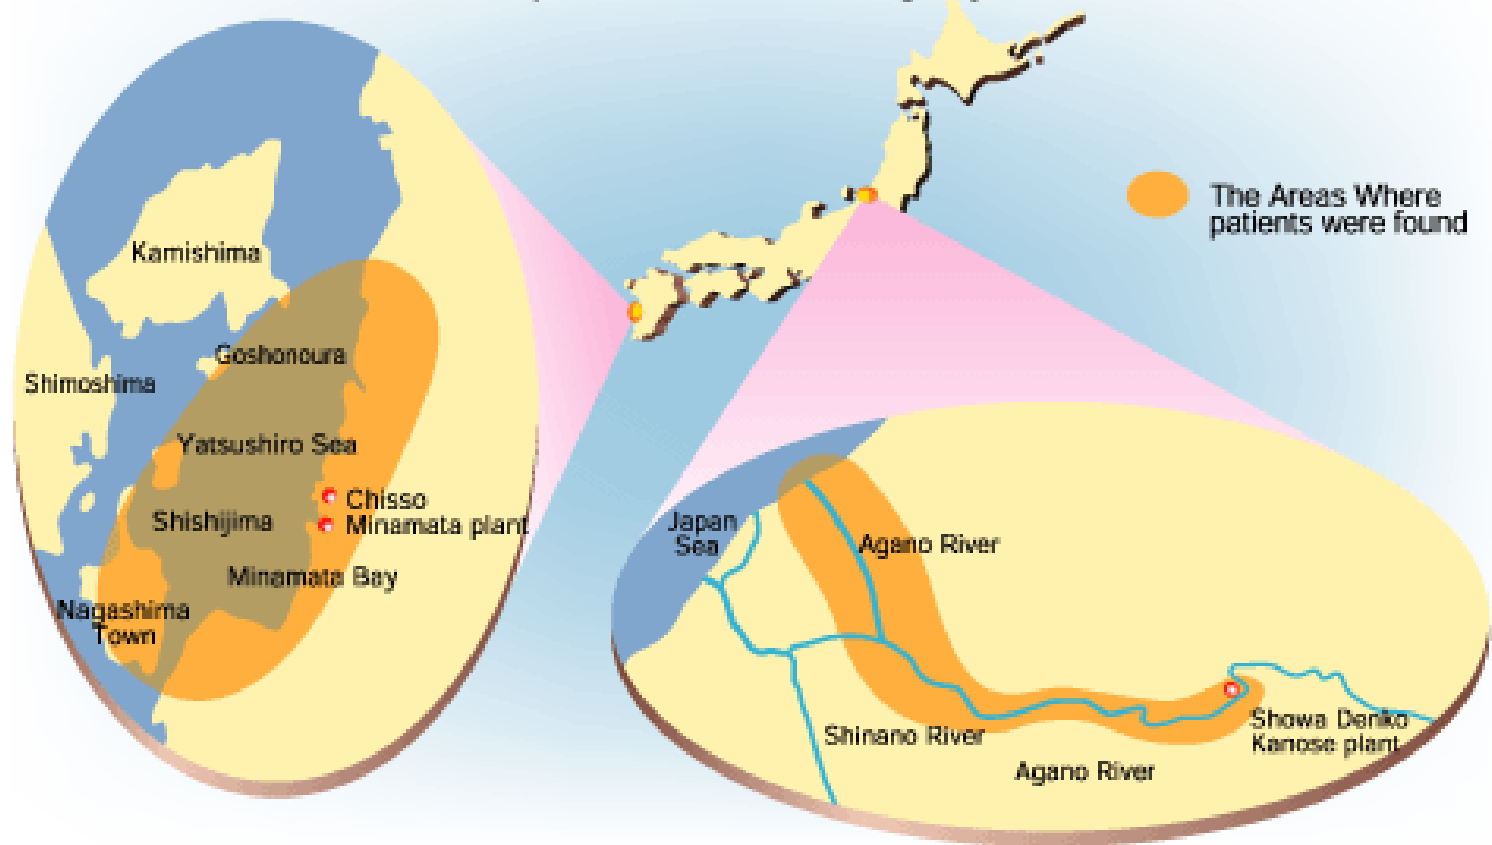 The Areas Where
patients were found
Kamishima
Goshonoura
Shimoshima
Yatsushiro Sea
Chisso
Minamata plant
Shishijima
Minamata Bay
Nagashima
Town
Japan
Sea
Agano River
Shinano River
Agano River
Showa Denko
Kanose plant